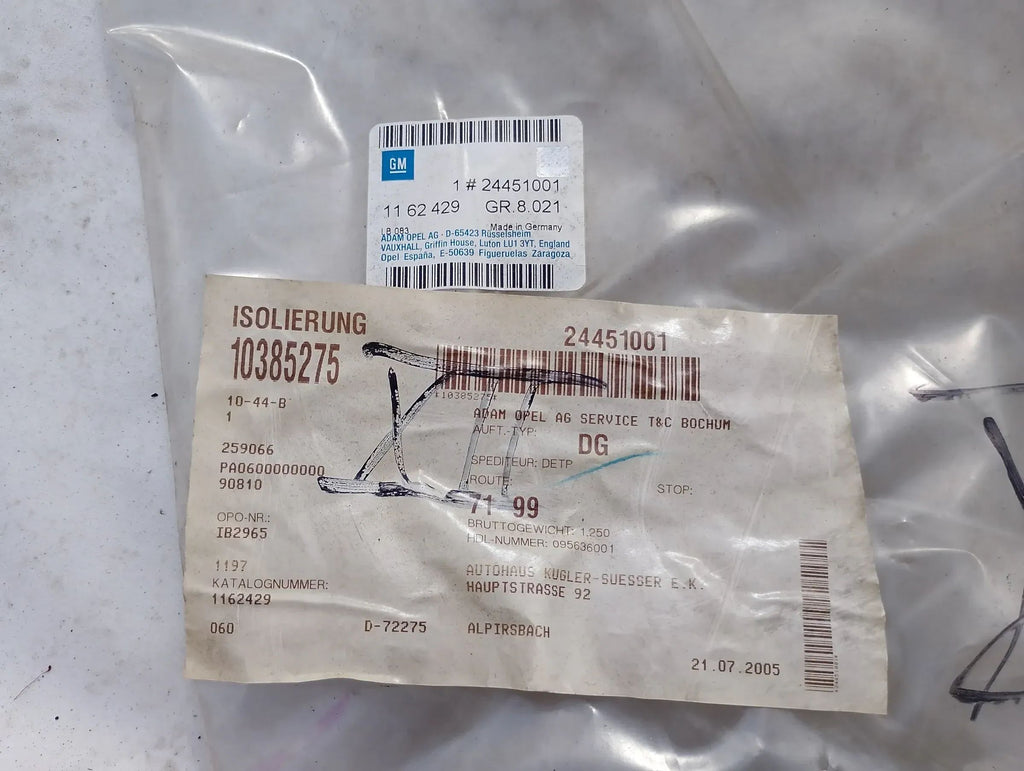 GM
1 # 24451001
11 62 429 GR.8.021
LB 083 Made in Germany
ADAM OPEL AG - D-65423 Rüsselsheim
VAUXHALL, Griffin House, Luton LU1 3YT, England
Opel España, E-50639 Figueruelas Zaragoza
ISOLIERUNG 24451001
10385275
*10385275*
10-44-B
1
ADAM OPEL AG SERVICE T&C BOCHUM
AUFT.-TYP: DG
259066
SPEDITEUR: DETP
PA0600000000
90810
ROUTE: STOP:
71 99
OPO-NR.:
IB2965
BRUTTOGEWICHT: 1.250
HDL-NUMMER: 095636001
1197
AUTOHAUS KUGLER-SUESSER E.K.
KATALOGNUMMER:
HAUPTSTRASSE 92
1162429
060 D-72275 ALPIRSBACH
21.07.2005